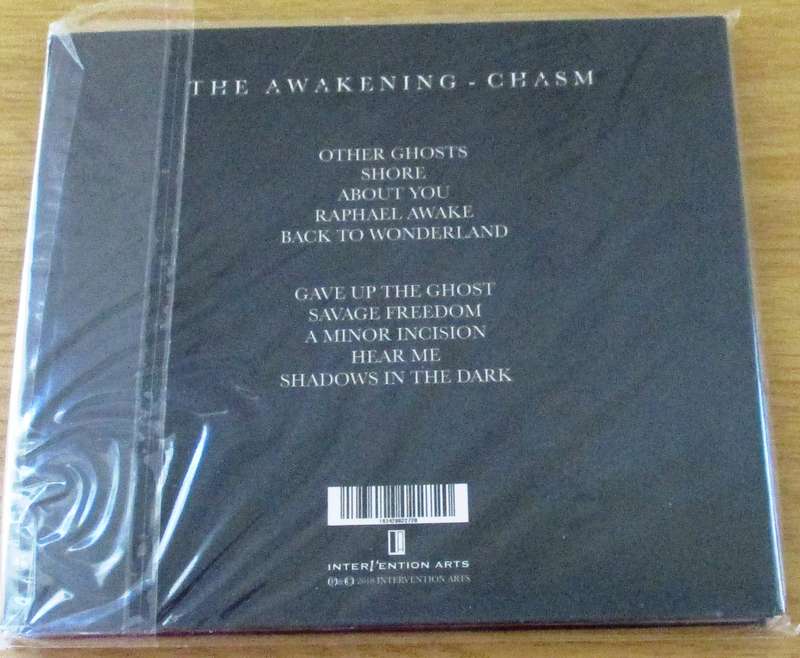 THE AWAKENING - CHASM
OTHER GHOSTS
SHORE
ABOUT YOU
RAPHAEL AWAKE
BACK TO WONDERLAND
GAVE UP THE GHOST
SAVAGE FREEDOM
A MINOR INCISION
HEAR ME
SHADOWS IN THE DARK
INTERVENTION ARTS
2018 INTERVENTION ARTS